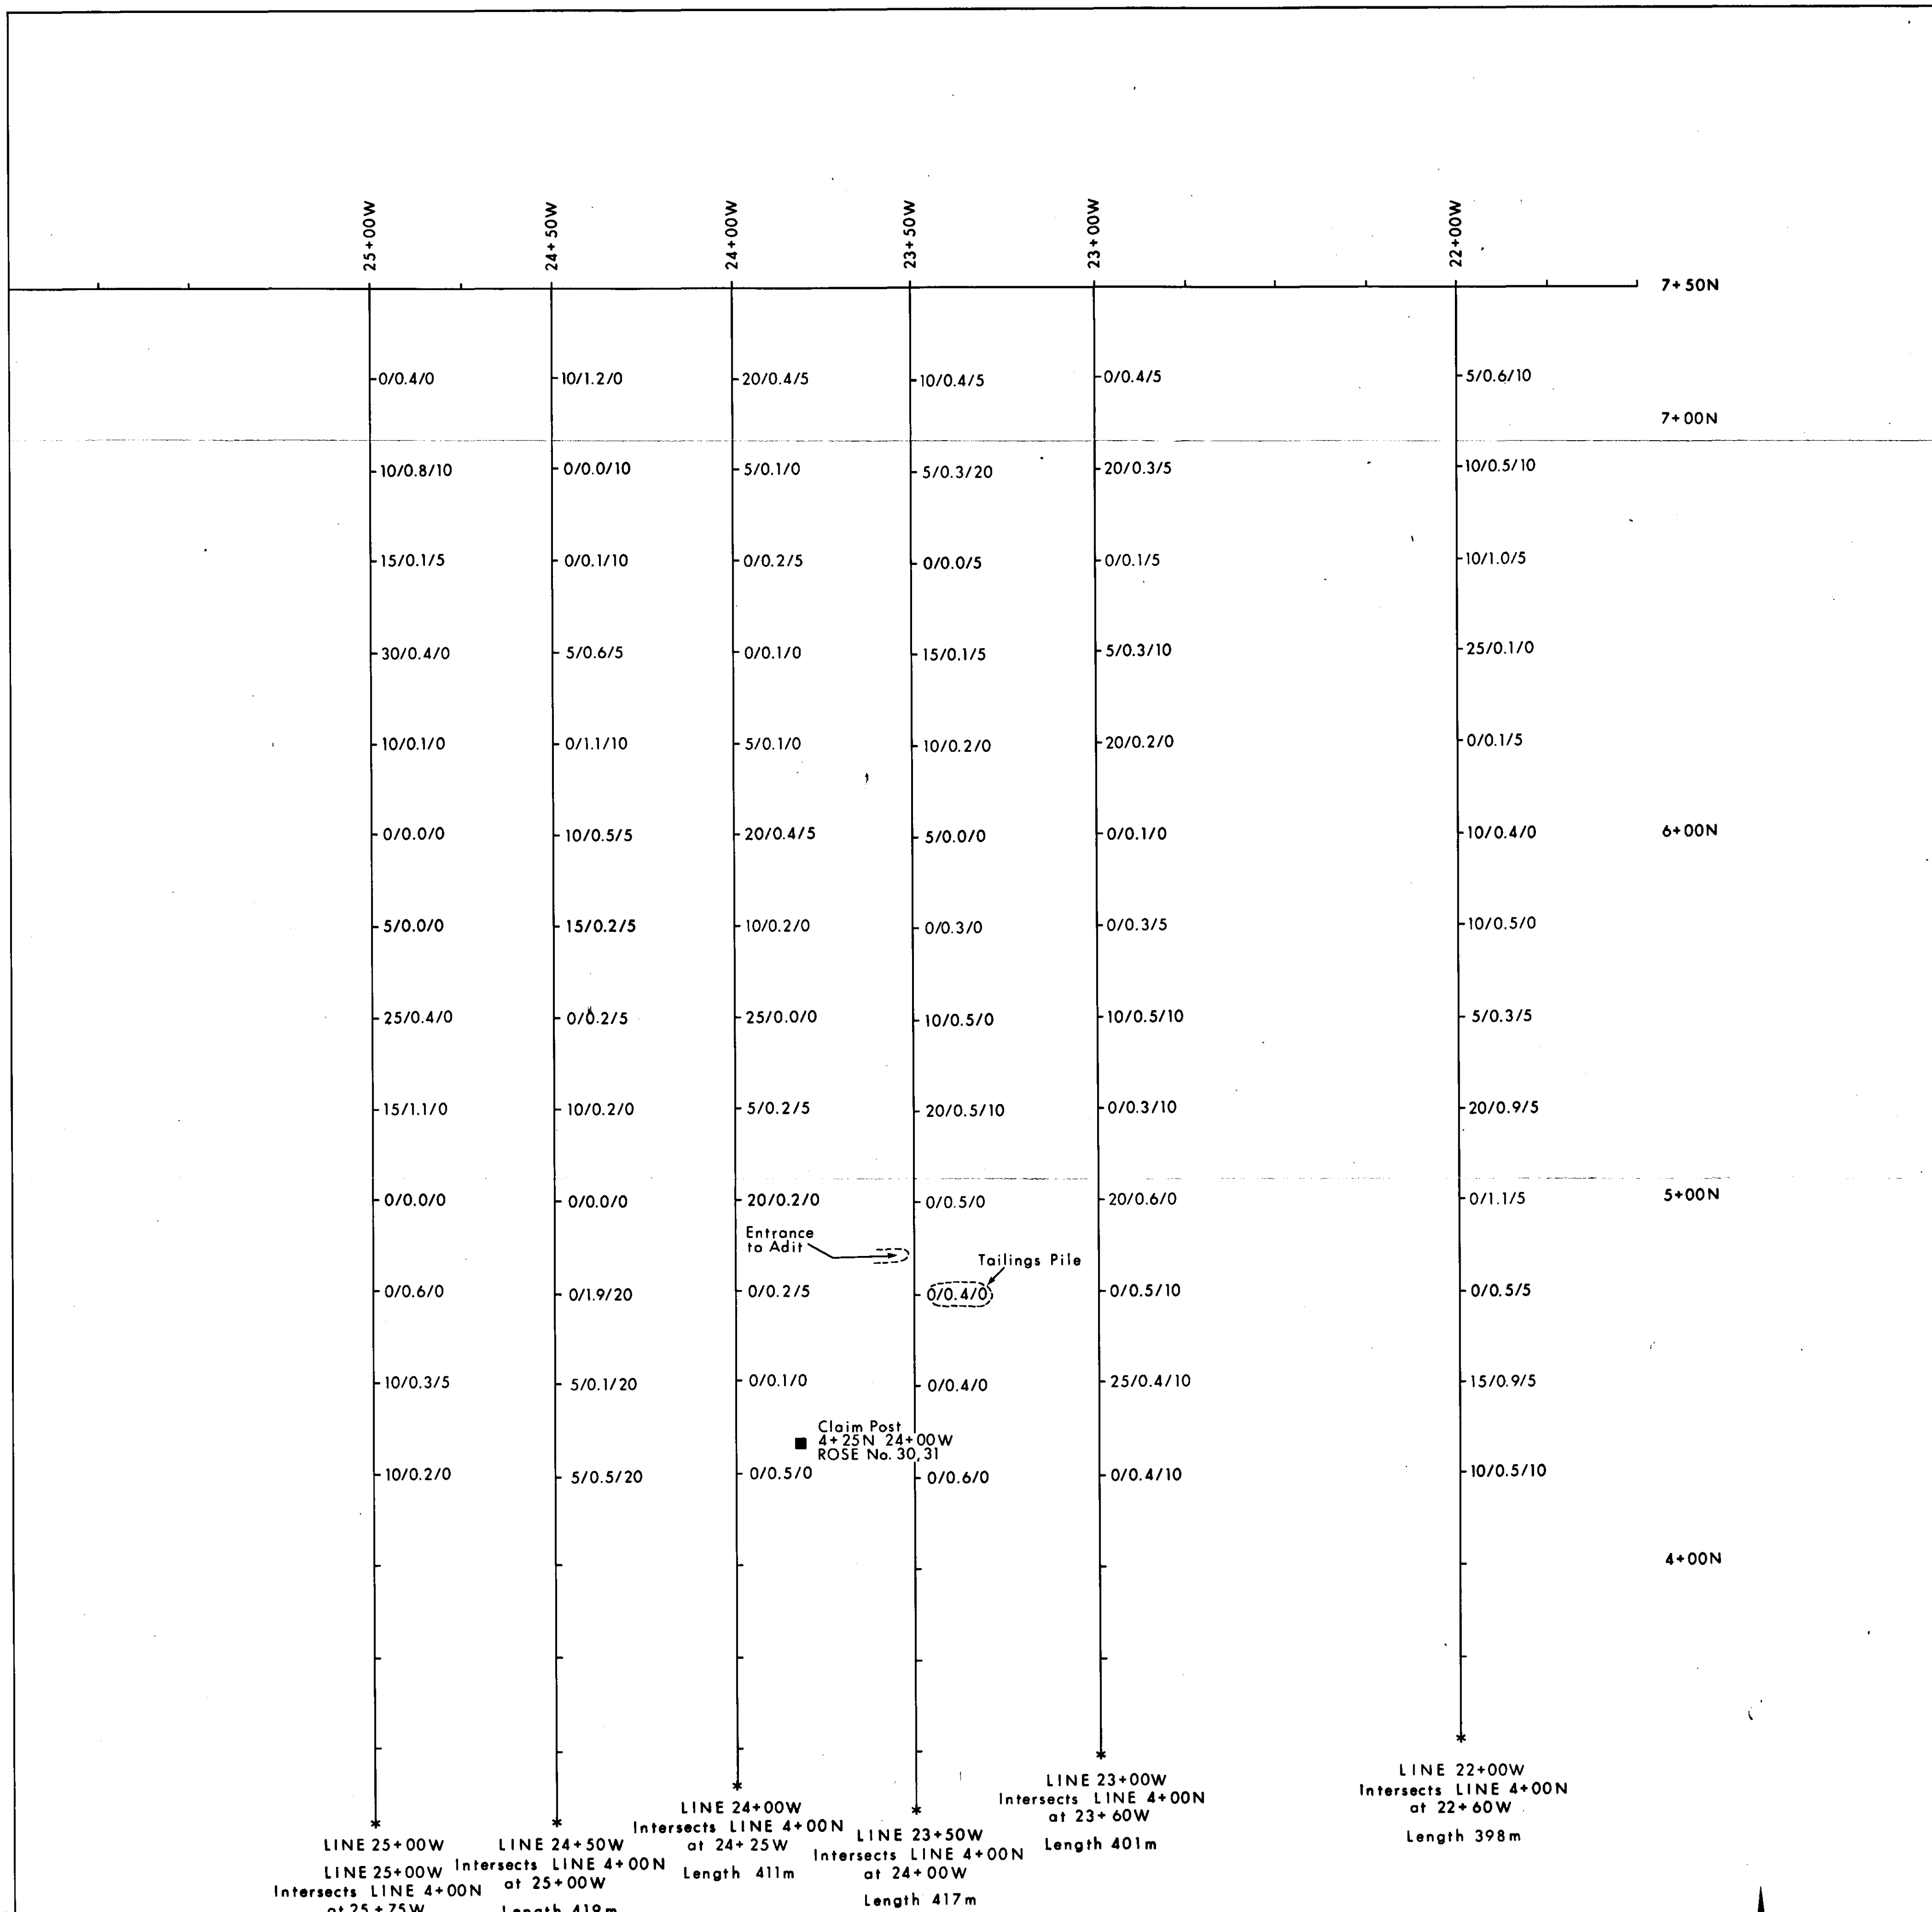 25+00W
24+50W
24+00W
23+50W
23+00W
22+00W
7+50N
0/0.4/0
10/1.2/0
20/0.4/5
10/0.4/5
0/0.4/5
5/0.6/10
7+00N
10/0.8/10
0/0.0/10
5/0.1/0
5/0.3/20
20/0.3/5
10/0.5/10
15/0.1/5
0/0.1/10
0/0.2/5
0/0.0/5
0/0.1/5
10/1.0/5
30/0.4/0
5/0.6/5
0/0.1/0
15/0.1/5
5/0.3/10
25/0.1/0
10/0.1/0
0/1.1/10
5/0.1/0
10/0.2/0
20/0.2/0
0/0.1/5
0/0.0/0
10/0.5/5
20/0.4/5
5/0.0/0
0/0.1/0
10/0.4/0
6+00N
5/0.0/0
15/0.2/5
10/0.2/0
0/0.3/0
0/0.3/5
10/0.5/0
25/0.4/0
0/0.2/5
25/0.0/0
10/0.5/0
10/0.5/10
5/0.3/5
15/1.1/0
10/0.2/0
5/0.2/5
20/0.5/10
0/0.3/10
20/0.9/5
0/0.0/0
0/0.0/0
20/0.2/0
0/0.5/0
20/0.6/0
0/1.1/5
5+00N
Entrance
to Adit
Tailings Pile
0/0.6/0
0/1.9/20
0/0.2/5
0/0.4/0
0/0.5/10
0/0.5/5
10/0.3/5
5/0.1/20
0/0.1/0
0/0.4/0
25/0.4/10
15/0.9/5
Claim Post
4+25N 24+00W
ROSE No. 30,31
10/0.2/0
5/0.5/20
0/0.5/0
0/0.6/0
0/0.4/10
10/0.5/10
4+00N
LINE 25+00W
LINE 25+00W
Intersects LINE 4+00N
at 25+75W
LINE 24+50W
Intersects LINE 4+00N
at 25+00W
Length 419m
LINE 24+00W
Intersects LINE 4+00N
at 24+25W
Length 411m
LINE 23+50W
Intersects LINE 4+00N
at 24+00W
Length 417m
LINE 23+00W
Intersects LINE 4+00N
at 23+60W
Length 401m
LINE 22+00W
Intersects LINE 4+00N
at 22+60W
Length 398m